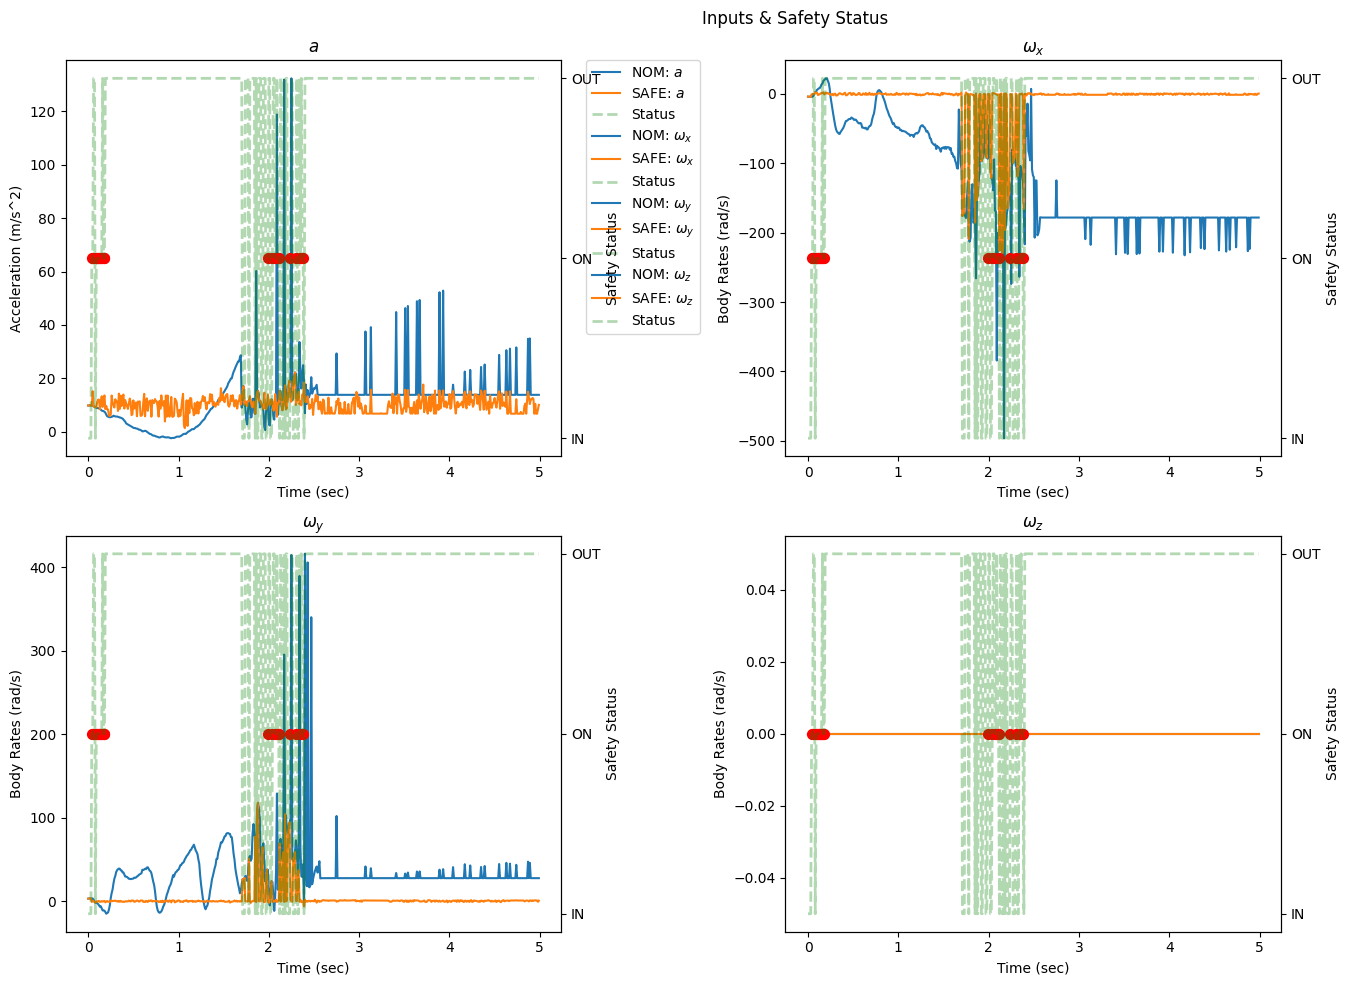 Inputs & Safety Status
a
Acceleration (m/s^2)
120
100
80
60
40
20
0
0 1 2 3 4 5
Time (sec)
OUT
ON
IN
Safety Status
NOM: a
SAFE: a
Status
NOM: ωx
SAFE: ωx
Status
NOM: ωy
SAFE: ωy
Status
NOM: ωz
SAFE: ωz
Status
ωx
Body Rates (rad/s)
0
−100
−200
−300
−400
−500
0 1 2 3 4 5
Time (sec)
OUT
ON
IN
Safety Status
ωy
Body Rates (rad/s)
400
300
200
100
0
0 1 2 3 4 5
Time (sec)
OUT
ON
IN
Safety Status
ωz
Body Rates (rad/s)
0.04
0.02
0.00
−0.02
−0.04
0 1 2 3 4 5
Time (sec)
OUT
ON
IN
Safety Status